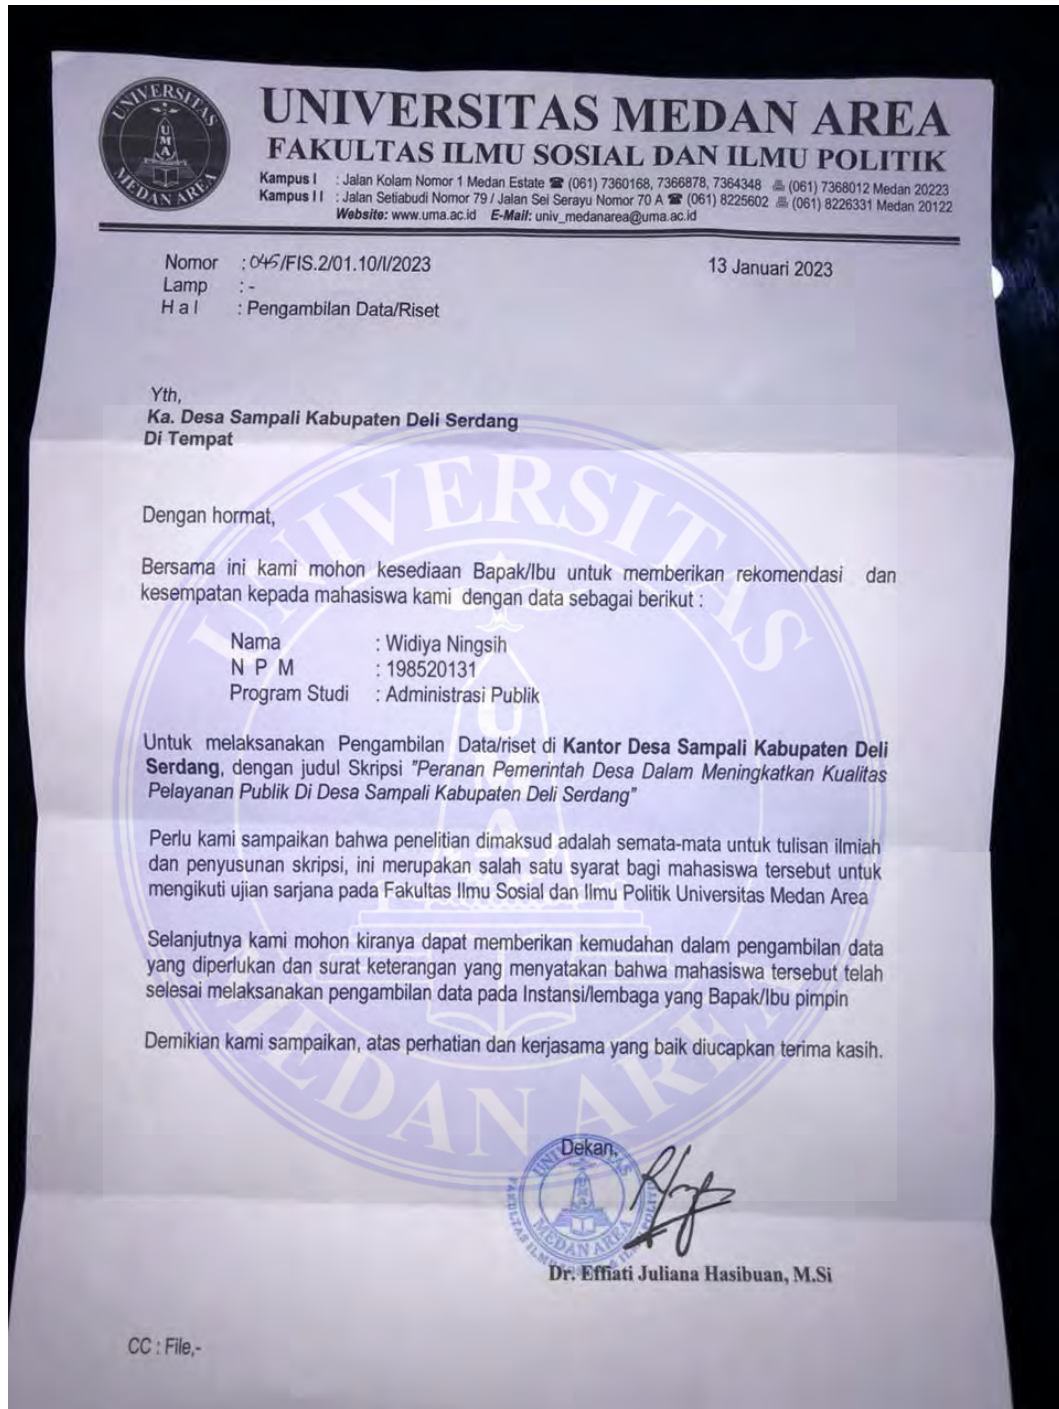 UNIVERSITAS MEDAN AREA
UNIVERSITAS MEDAN AREA
UMA
FAKULTAS ILMU SOSIAL DAN ILMU POLITIK
Kampus I : Jalan Kolam Nomor 1 Medan Estate ☎ (061) 7360168, 7366878, 7364348 (061) 7368012 Medan 20223
Kampus II : Jalan Setiabudi Nomor 79 / Jalan Sei Serayu Nomor 70 A ☎ (061) 8225602 (061) 8226331 Medan 20122
Website: www.uma.ac.id E-Mail: univ_medanarea@uma.ac.id
Nomor : 045/FIS.2/01.10/I/2023 13 Januari 2023
Lamp : -
H a l : Pengambilan Data/Riset
Yth,
Ka. Desa Sampali Kabupaten Deli Serdang
Di Tempat
Dengan hormat,
Bersama ini kami mohon kesediaan Bapak/Ibu untuk memberikan rekomendasi dan
kesempatan kepada mahasiswa kami dengan data sebagai berikut :
Nama : Widiya Ningsih
N P M : 198520131
Program Studi : Administrasi Publik
Untuk melaksanakan Pengambilan Data/riset di Kantor Desa Sampali Kabupaten Deli
Serdang, dengan judul Skripsi "Peranan Pemerintah Desa Dalam Meningkatkan Kualitas
Pelayanan Publik Di Desa Sampali Kabupaten Deli Serdang"
Perlu kami sampaikan bahwa penelitian dimaksud adalah semata-mata untuk tulisan ilmiah
dan penyusunan skripsi, ini merupakan salah satu syarat bagi mahasiswa tersebut untuk
mengikuti ujian sarjana pada Fakultas Ilmu Sosial dan Ilmu Politik Universitas Medan Area
Selanjutnya kami mohon kiranya dapat memberikan kemudahan dalam pengambilan data
yang diperlukan dan surat keterangan yang menyatakan bahwa mahasiswa tersebut telah
selesai melaksanakan pengambilan data pada Instansi/lembaga yang Bapak/Ibu pimpin
Demikian kami sampaikan, atas perhatian dan kerjasama yang baik diucapkan terima kasih.
UNIVERSITAS MEDAN AREA
UMA
Dekan,
UNIVERSITAS MEDAN AREA
Dr. Effiati Juliana Hasibuan, M.Si
CC : File,-